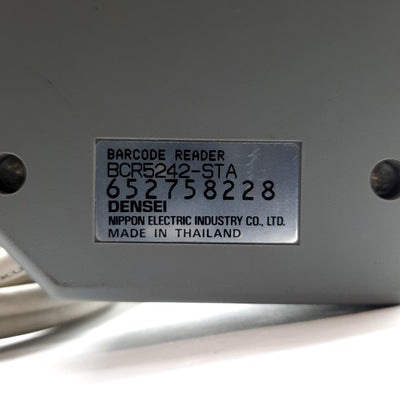 BARCODE READER
BCR5242-STA
652758228
DENSEI
NIPPON ELECTRIC INDUSTRY CO., LTD.
MADE IN THAILAND